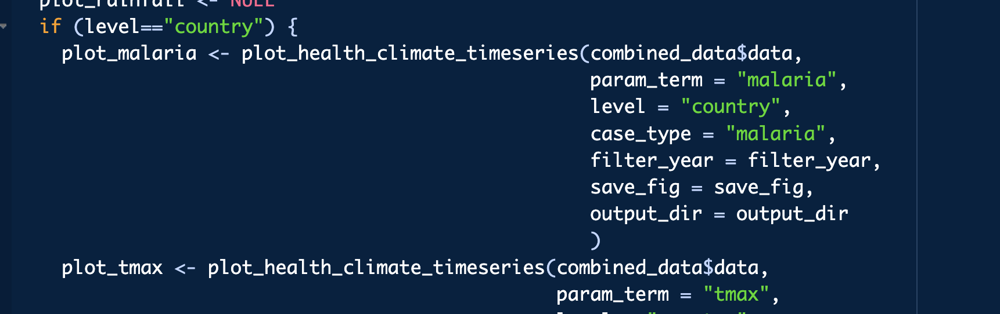 plot_rainfall <- NULL
if (level=="country") {
plot_malaria <- plot_health_climate_timeseries(combined_data$data,
param_term = "malaria",
level = "country",
case_type = "malaria",
filter_year = filter_year,
save_fig = save_fig,
output_dir = output_dir
)
plot_tmax <- plot_health_climate_timeseries(combined_data$data,
param_term = "tmax",